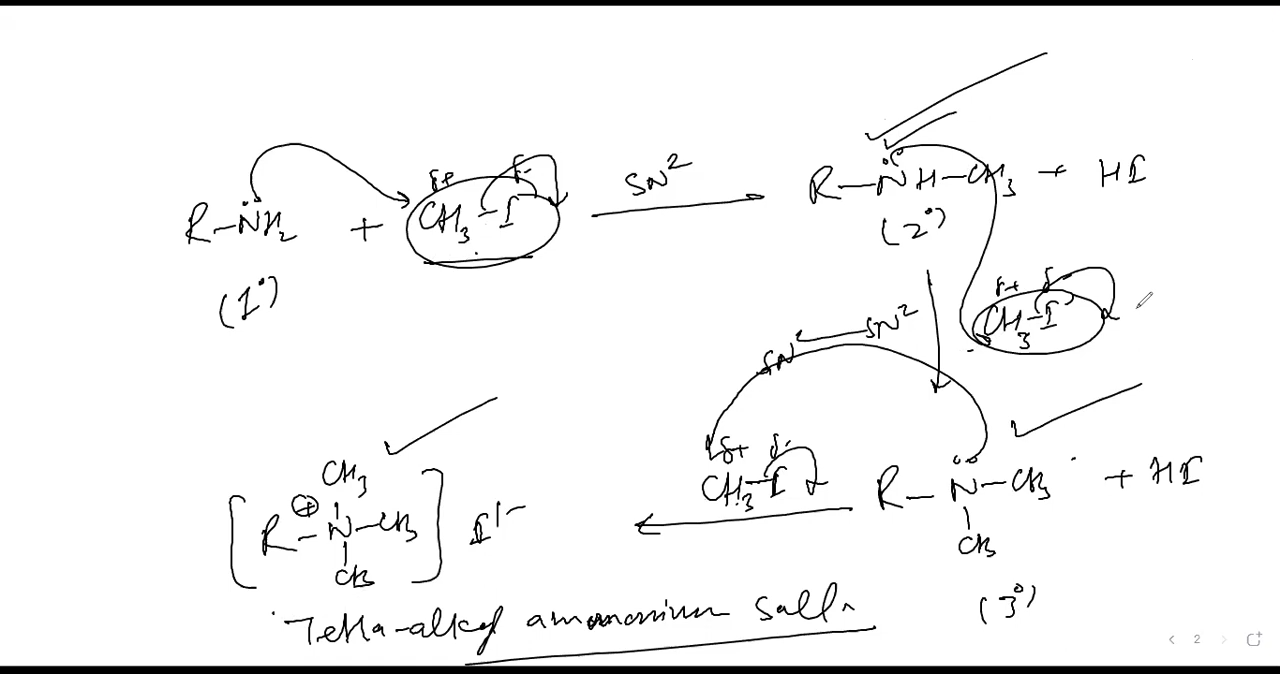 R-N̈H2 + δ+ δ- CH3-I SN2 R-N̈H-CH3 + HI
(1°) (2°)
δ+ δ-
CH3-I
SN2 SN2
δ+ δ-
CH3-I R-N̈-CH3 + HI
CH3
(3°)
CH3
[R-N⊕-CH3] I-
CH3
Tetra-alkyl ammonium salt
2